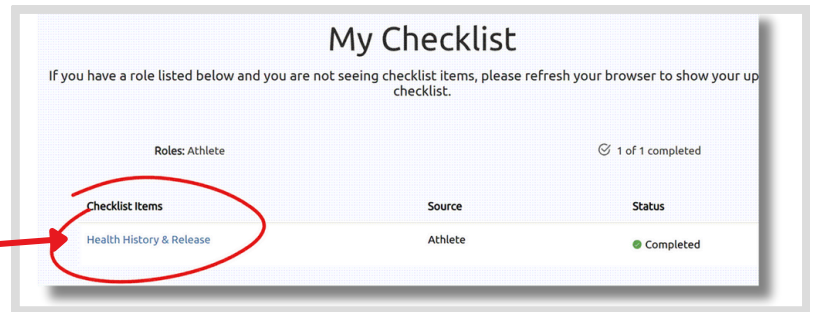 My Checklist
If you have a role listed below and you are not seeing checklist items, please refresh your browser to show your up
checklist.
Roles: Athlete
1 of 1 completed
Checklist Items
Source
Status
Health History & Release
Athlete
Completed